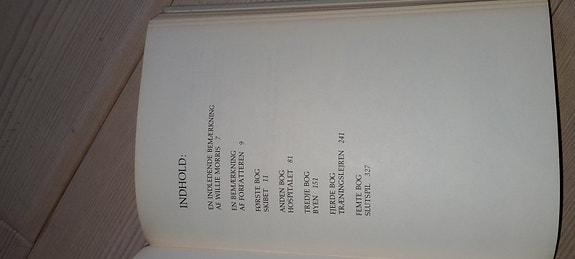 INDHOLD:
EN INDLEDENDE BEMÆRKNING
AF WILLIE MORRIS 7
EN BEMÆRKNING
AF FORFATTEREN 9
FØRSTE BOG
SKIBET 11
ANDEN BOG
HOSPITALET 81
TREDJE BOG
BYEN 151
FJERDE BOG
TRÆNINGSLEJREN 241
FEMTE BOG
SLUTSPIL 327